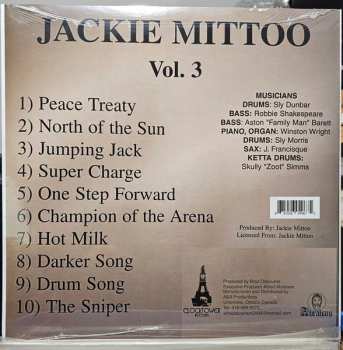 JACKIE MITTOO
Vol. 3
1) Peace Treaty
2) North of the Sun
3) Jumping Jack
4) Super Charge
5) One Step Forward
6) Champion of the Arena
7) Hot Milk
8) Darker Song
9) Drum Song
10) The Sniper
MUSICIANS
DRUMS: Sly Dunbar
BASS: Robbie Shakespeare
BASS: Aston "Family Man" Barett
PIANO, ORGAN: Winston Wright
DRUMS: Sly Morris
SAX: J. Francisque
KETTA DRUMS:
Skully "Zoot" Simms
Produced By: Jackie Mittoo
Licensed From: Jackie Mittoo